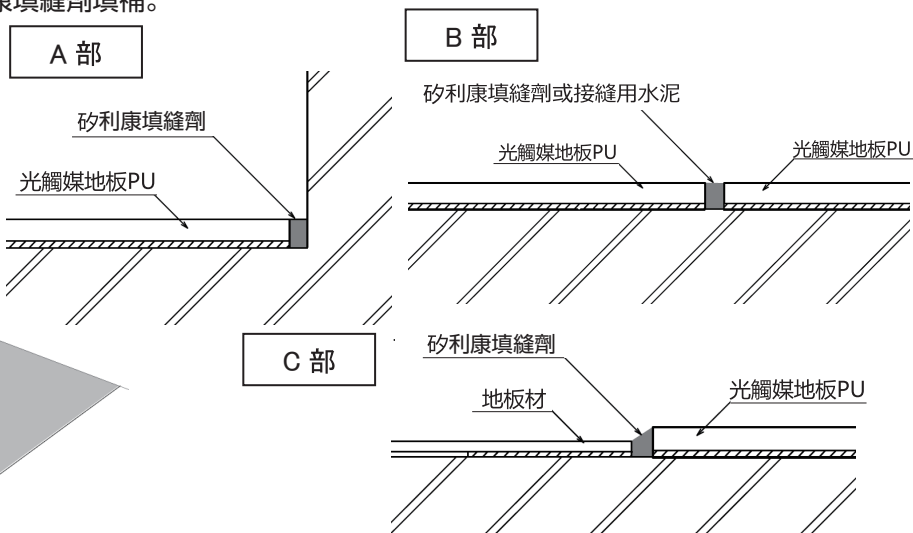 填縫劑填補。
A 部
B 部
矽利康填縫劑或接縫用水泥
矽利康填縫劑
光觸媒地板PU
光觸媒地板PU
光觸媒地板PU
C 部
矽利康填縫劑
地板材
光觸媒地板PU